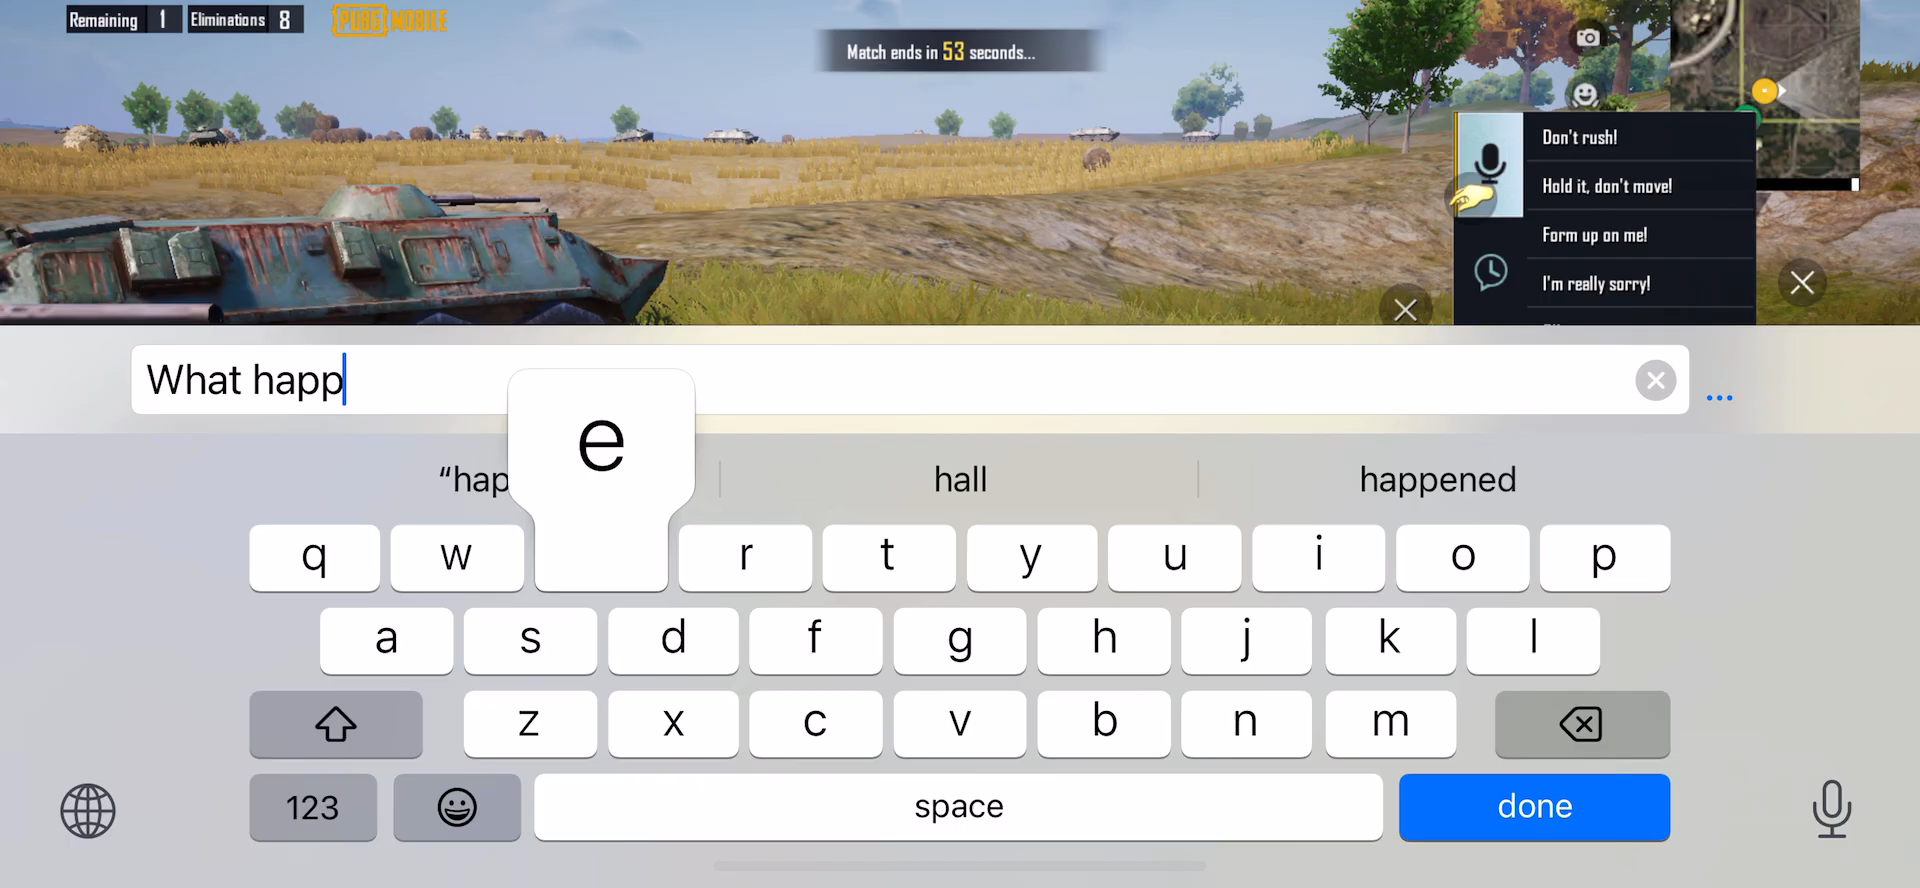 Remaining 1 Eliminations 8 PUBG MOBILE
Match ends in 53 seconds...
Don't rush!
Hold it, don't move!
Form up on me!
I'm really sorry!
What happ
...
e
“hap hall happened
q w r t y u i o p
a s d f g h j k l
z x c v b n m
123 space done